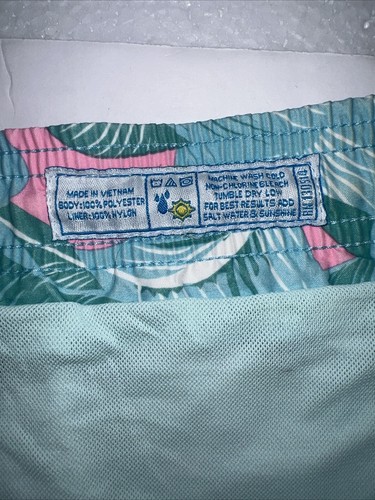 MADE IN VIETNAM
BODY: 100% POLYESTER
LINER: 100% NYLON
MACHINE WASH COLD
NON-CHLORINE BLEACH
TUMBLE DRY LOW
FOR BEST RESULTS ADD
SALT WATER & SUNSHINE